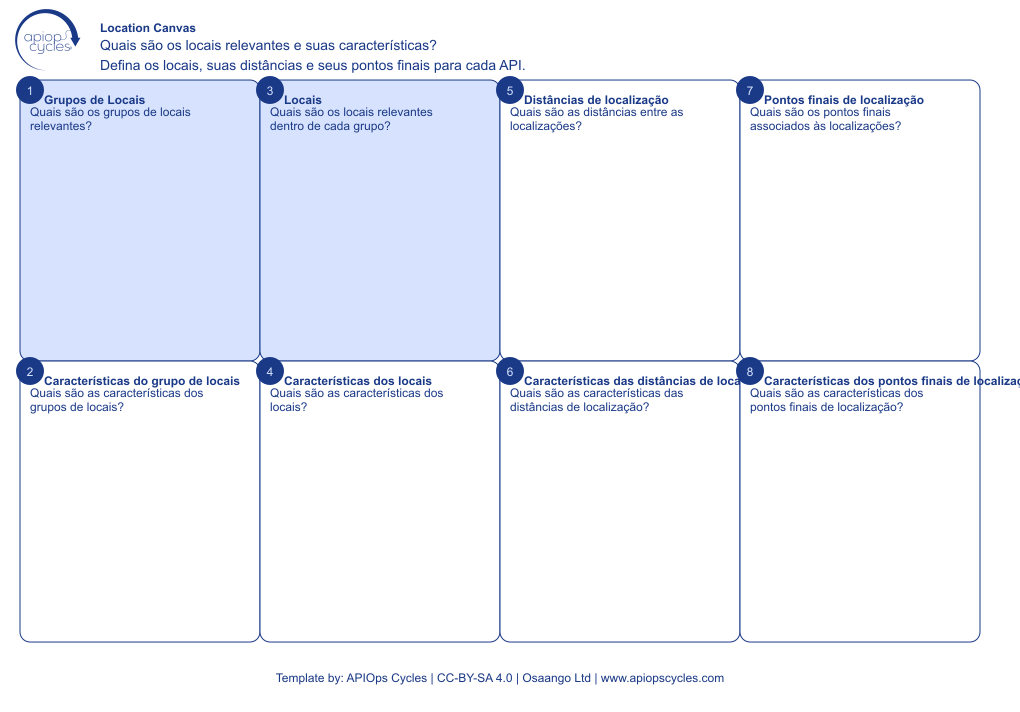 apiops
cycles
Location Canvas
Quais são os locais relevantes e suas características?
Defina os locais, suas distâncias e seus pontos finais para cada API.
1
Grupos de Locais
Quais são os grupos de locais
relevantes?
3
Locais
Quais são os locais relevantes
dentro de cada grupo?
5
Distâncias de localização
Quais são as distâncias entre as
localizações?
7
Pontos finais de localização
Quais são os pontos finais
associados às localizações?
2
Características do grupo de locais
Quais são as características dos
grupos de locais?
4
Características dos locais
Quais são as características dos
locais?
6
Características das distâncias de loca
Quais são as características das
distâncias de localização?
8
Características dos pontos finais de localizaç
Quais são as características dos
pontos finais de localização?
Template by: APIOps Cycles | CC-BY-SA 4.0 | Osaango Ltd | www.apiopscycles.com